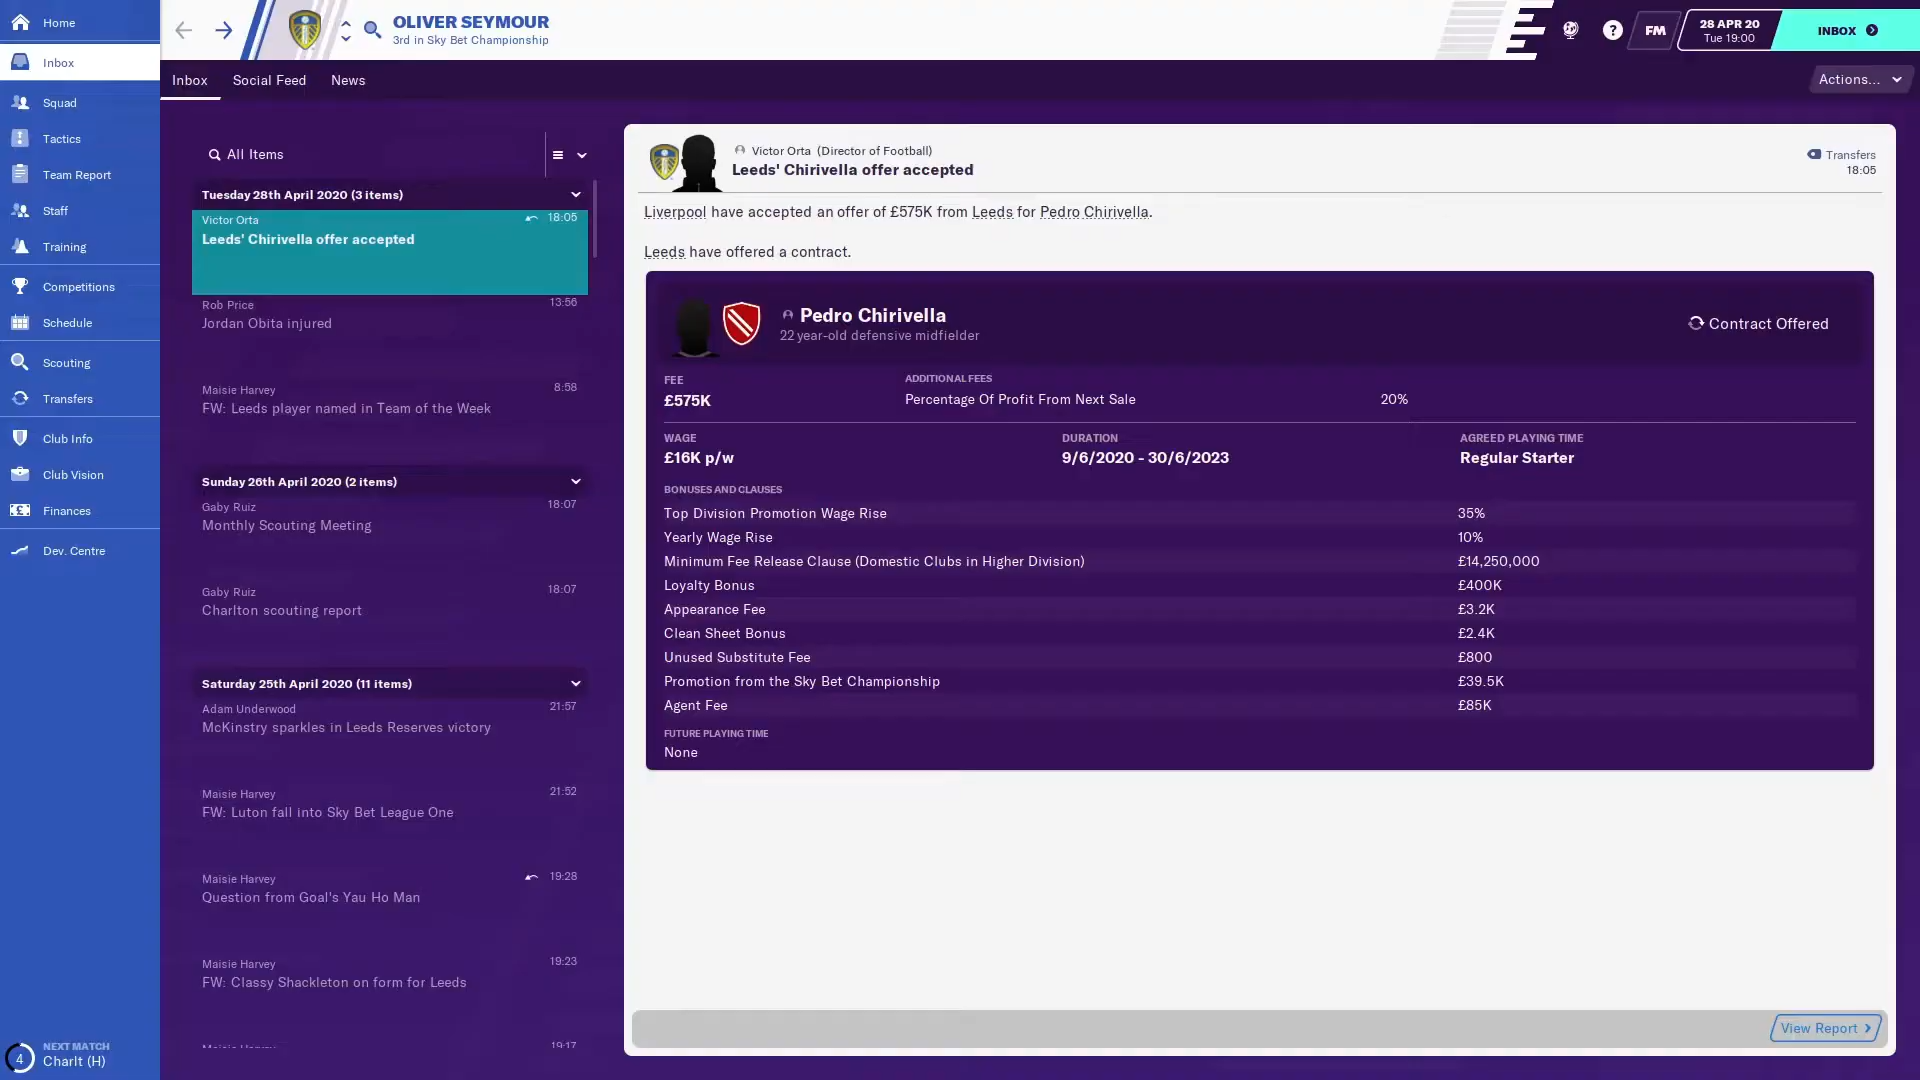 Home
Inbox
Squad
Tactics
Team Report
Staff
Training
Competitions
Schedule
Scouting
Transfers
Club Info
Club Vision
Finances
Dev. Centre
4
NEXT MATCH
Charlt (H)
OLIVER SEYMOUR
3rd in Sky Bet Championship
?
FM
28 APR 20
Tue 19:00
INBOX
Inbox Social Feed News
Actions...
All Items
Tuesday 28th April 2020 (3 items)
Victor Orta 18:05
Leeds' Chirivella offer accepted
Rob Price 13:56
Jordan Obita injured
Maisie Harvey 8:58
FW: Leeds player named in Team of the Week
Sunday 26th April 2020 (2 items)
Gaby Ruiz 18:07
Monthly Scouting Meeting
Gaby Ruiz 18:07
Charlton scouting report
Saturday 25th April 2020 (11 items)
Adam Underwood 21:57
McKinstry sparkles in Leeds Reserves victory
Maisie Harvey 21:52
FW: Luton fall into Sky Bet League One
Maisie Harvey 19:28
Question from Goal's Yau Ho Man
Maisie Harvey 19:23
FW: Classy Shackleton on form for Leeds
Maisie Harvey 19:17
Victor Orta (Director of Football)
Leeds' Chirivella offer accepted
Transfers
18:05
Liverpool have accepted an offer of £575K from Leeds for Pedro Chirivella.
Leeds have offered a contract.
Pedro Chirivella
22 year-old defensive midfielder
Contract Offered
FEE ADDITIONAL FEES
£575K Percentage Of Profit From Next Sale 20%
WAGE DURATION AGREED PLAYING TIME
£16K p/w 9/6/2020 - 30/6/2023 Regular Starter
BONUSES AND CLAUSES
Top Division Promotion Wage Rise 35%
Yearly Wage Rise 10%
Minimum Fee Release Clause (Domestic Clubs in Higher Division) £14,250,000
Loyalty Bonus £400K
Appearance Fee £3.2K
Clean Sheet Bonus £2.4K
Unused Substitute Fee £800
Promotion from the Sky Bet Championship £39.5K
Agent Fee £85K
FUTURE PLAYING TIME
None
View Report